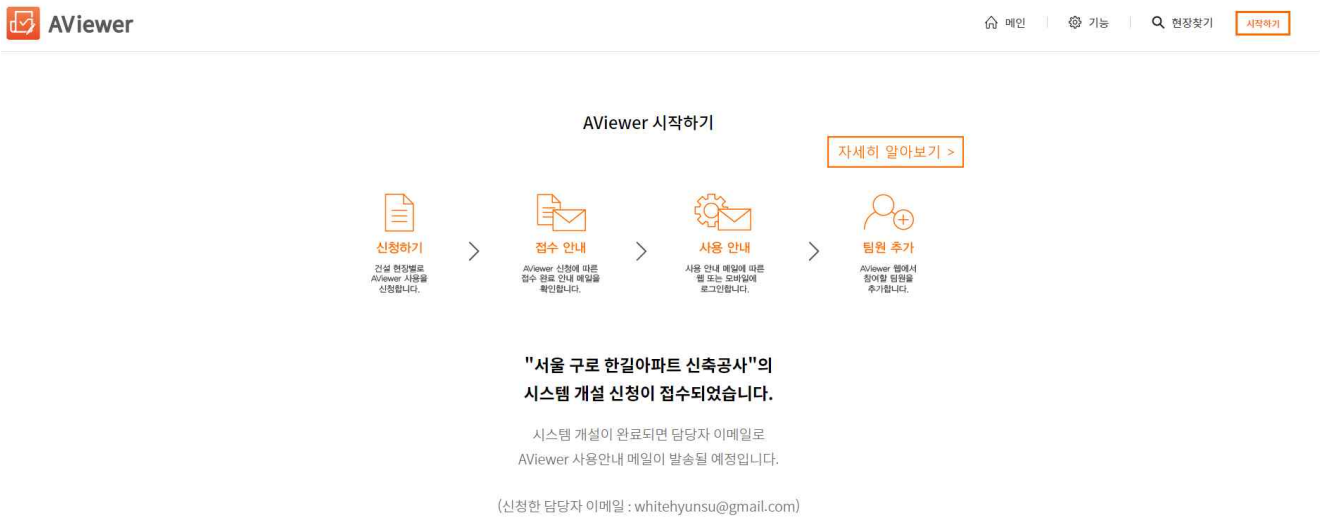 AViewer
메인
기능
현장찾기
시작하기
AViewer 시작하기
자세히 알아보기 >
신청하기
건설 현장별로
AViewer 사용을
신청합니다.
접수 안내
AViewer 신청에 따른
접수 완료 안내 메일을
확인합니다.
사용 안내
사용 안내 메일에 따른
웹 또는 모바일에
로그인합니다.
팀원 추가
AViewer 웹에서
참여할 팀원을
추가합니다.
"서울 구로 한길아파트 신축공사"의
시스템 개설 신청이 접수되었습니다.
시스템 개설이 완료되면 담당자 이메일로
AViewer 사용안내 메일이 발송될 예정입니다.
(신청한 담당자 이메일 : whitehyunsu@gmail.com)